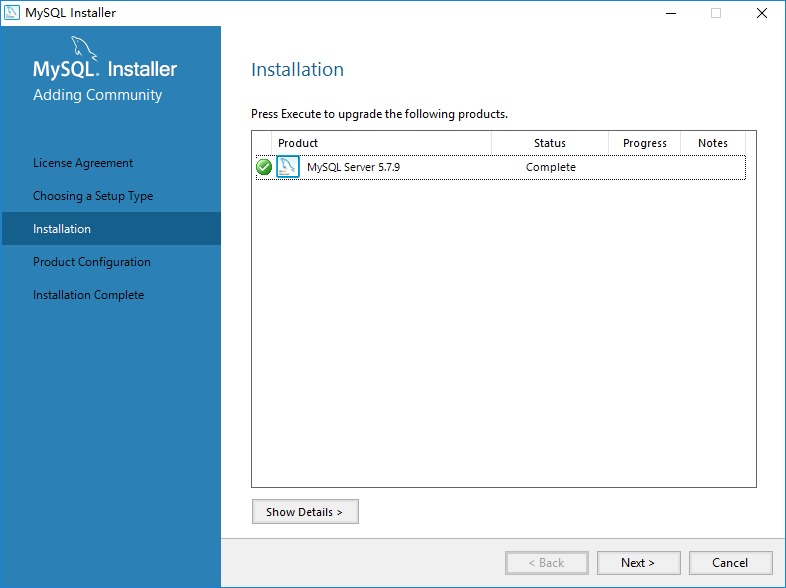 MySQL Installer
MySQL. Installer
Adding Community
License Agreement
Choosing a Setup Type
Installation
Product Configuration
Installation Complete
Installation
Press Execute to upgrade the following products.
Product Status Progress Notes
MySQL Server 5.7.9 Complete
Show Details >
< Back Next > Cancel